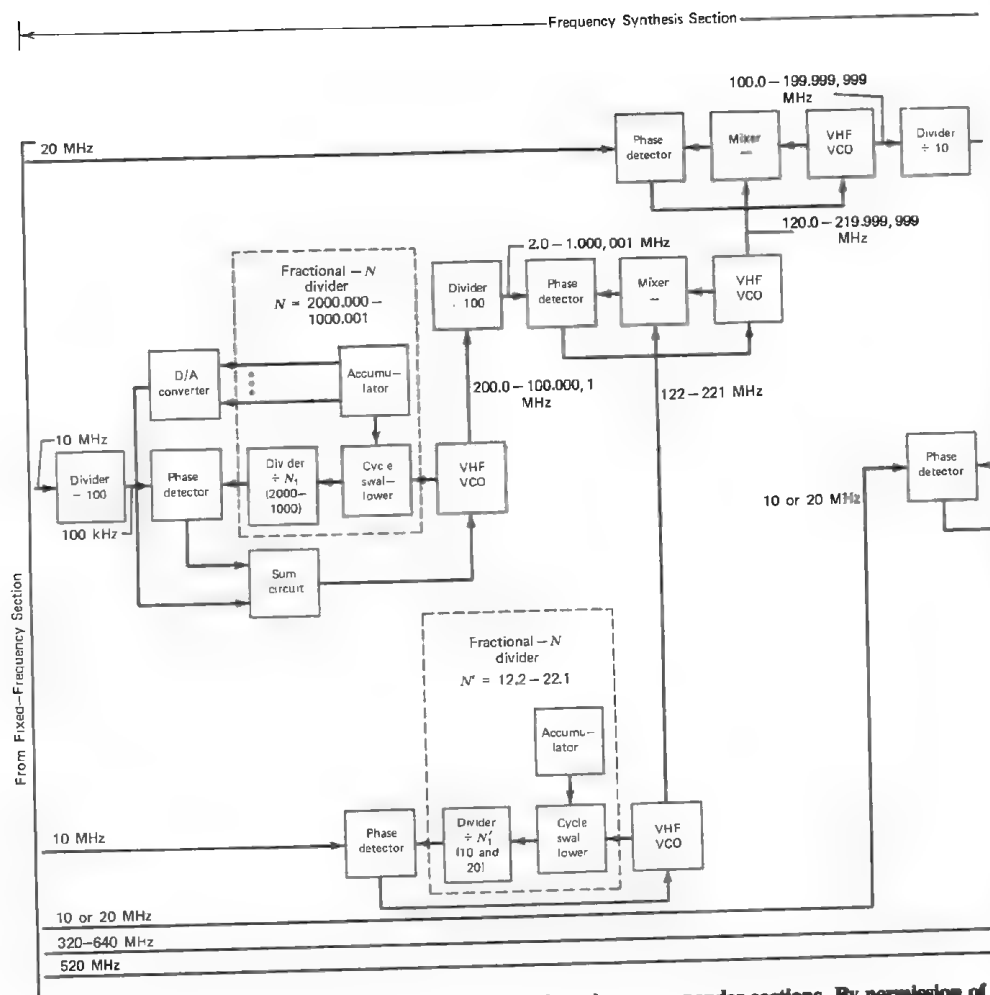 Frequency Synthesis Section
100.0–199.999,999
MHz
20 MHz
Phase
detector
Mixer
–
VHF
VCO
Divider
÷ 10
120.0–219.999,999
MHz
2.0–1.000,001 MHz
Fractional–N
divider
N = 2000.000–
1000.001
Divider
. 100
Phase
detector
Mixer
–
VHF
VCO
D/A
converter
Accumu-
lator
200.0–100.000,1
MHz
122–221 MHz
10 MHz
Divider
– 100
Phase
detector
Divider
÷ N₁
(2000–
1000)
Cycle
swal-
lower
VHF
VCO
Phase
detector
10 or 20 MHz
100 kHz
Sum
circuit
From Fixed–Frequency Section
Fractional–N
divider
N' = 12.2–22.1
Accumu-
lator
10 MHz
Phase
detector
Divider
÷ N₁'
(10 and
20)
Cycle
swal
lower
VHF
VCO
10 or 20 MHz
320–640 MHz
520 MHz
sections. By permission of